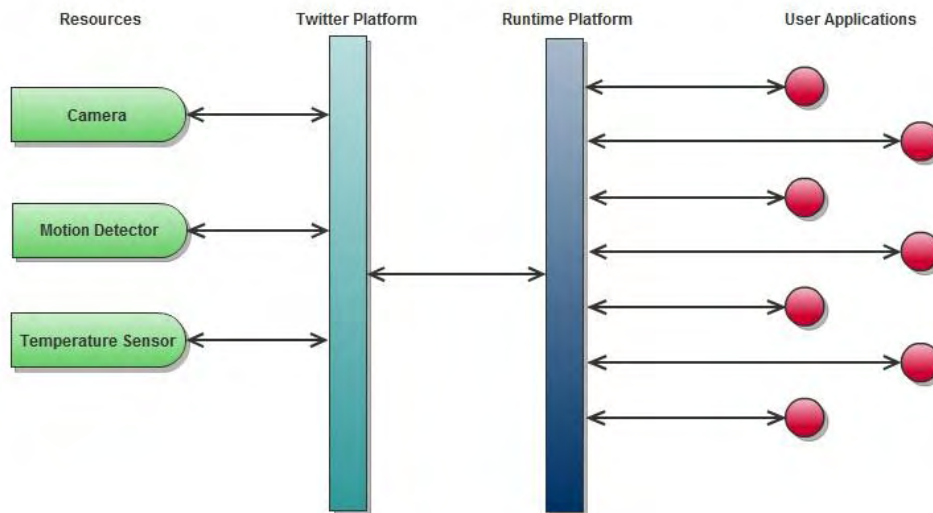 Resources
Twitter Platform
Runtime Platform
User Applications
Camera
Motion Detector
Temperature Sensor